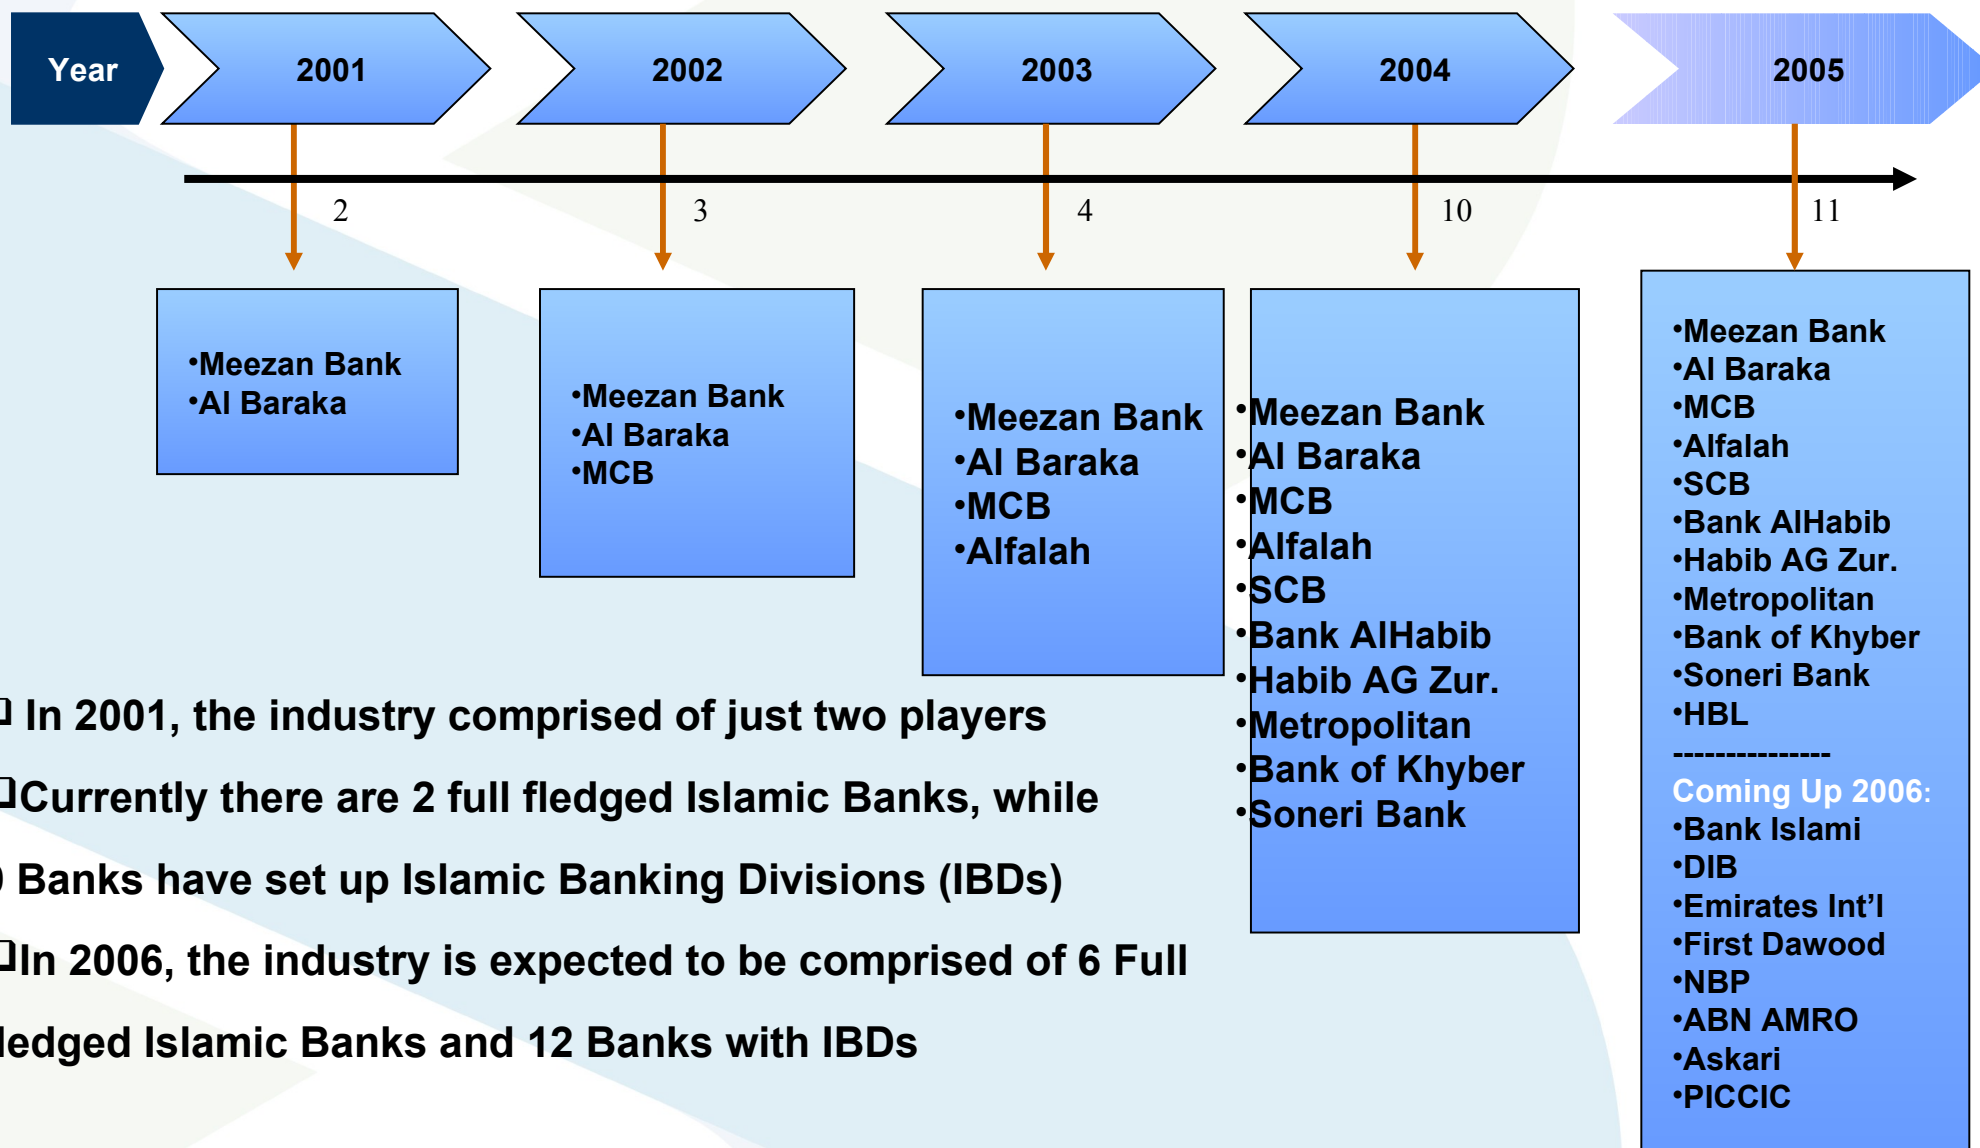 Year
2001
2002
2003
2004
2005
2
3
4
10
11
•Meezan Bank
•Al Baraka
•Meezan Bank
•Al Baraka
•MCB
•Meezan Bank
•Al Baraka
•MCB
•Alfalah
•Meezan Bank
•Al Baraka
•MCB
•Alfalah
•SCB
•Bank AlHabib
•Habib AG Zur.
•Metropolitan
•Bank of Khyber
•Soneri Bank
•Meezan Bank
•Al Baraka
•MCB
•Alfalah
•SCB
•Bank AlHabib
•Habib AG Zur.
•Metropolitan
•Bank of Khyber
•Soneri Bank
•HBL
---------------
Coming Up 2006:
•Bank Islami
•DIB
•Emirates Int’l
•First Dawood
•NBP
•ABN AMRO
•Askari
•PICCIC
❑ In 2001, the industry comprised of just two players
❑Currently there are 2 full fledged Islamic Banks, while
Banks have set up Islamic Banking Divisions (IBDs)
❑In 2006, the industry is expected to be comprised of 6 Full
ledged Islamic Banks and 12 Banks with IBDs